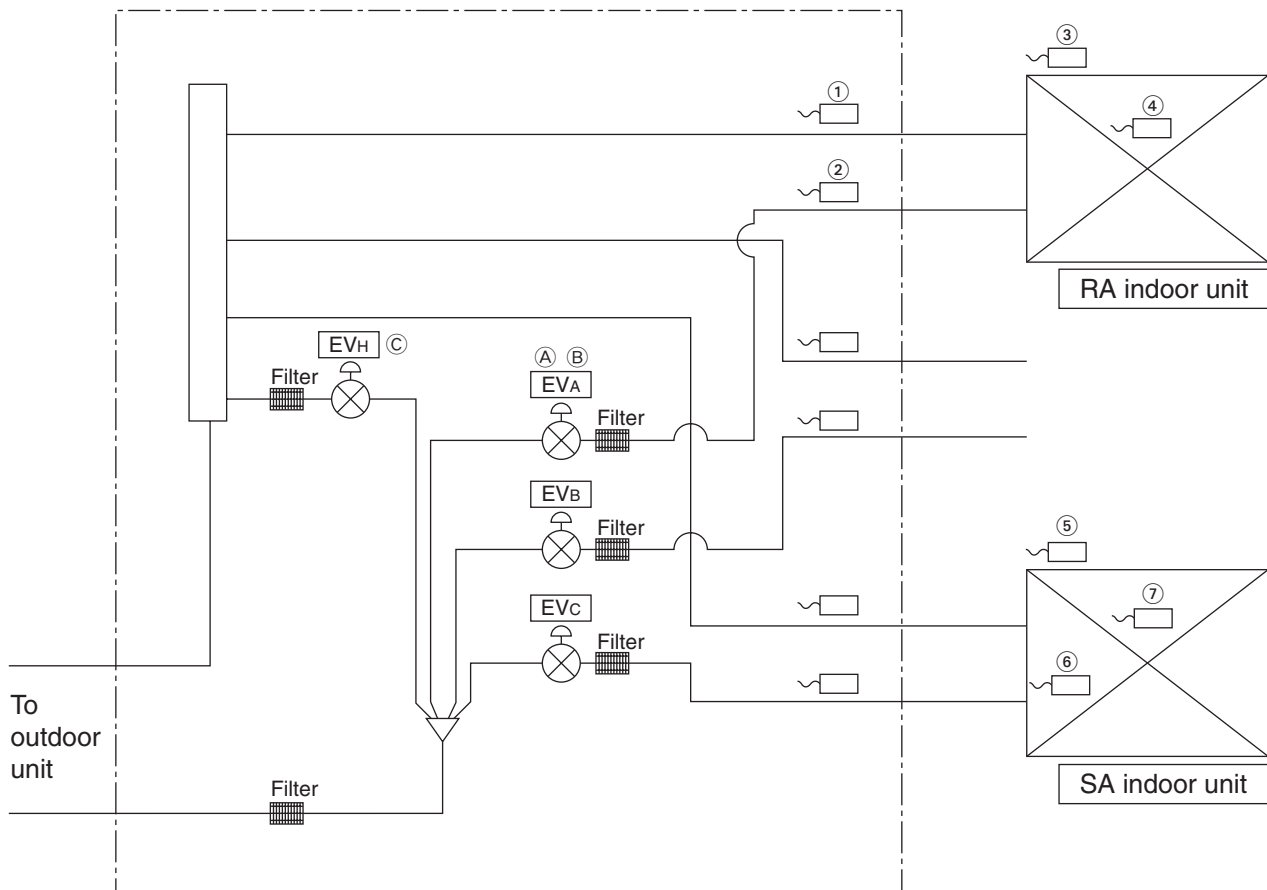 ③
①
④
②
RA indoor unit
EVH Ⓒ
Ⓐ Ⓑ
Filter
EVA
Filter
EVB
Filter
⑤
EVC
⑦
Filter
⑥
To
outdoor
unit
SA indoor unit
Filter